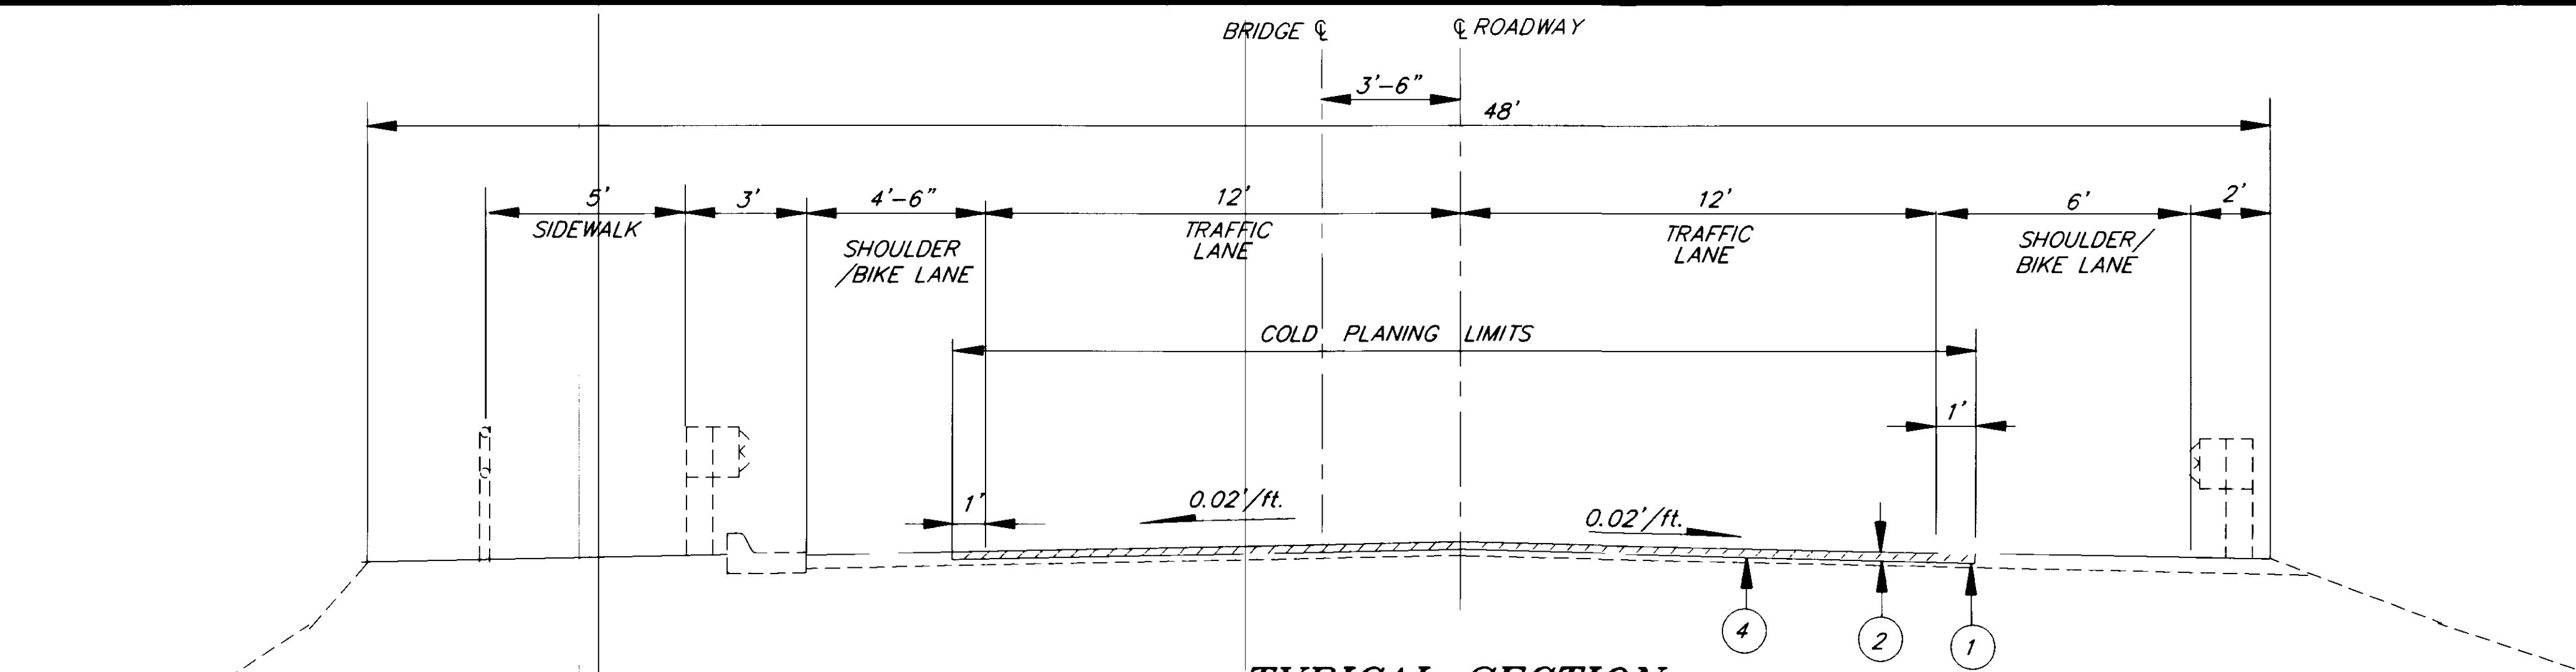 BRIDGE ℄
℄ ROADWAY
3'-6"
48'
5'
3'
4'-6"
12'
12'
6'
2'
SIDEWALK
SHOULDER
/BIKE LANE
TRAFFIC
LANE
TRAFFIC
LANE
SHOULDER/
BIKE LANE
COLD PLANING LIMITS
1'
1'
0.02'/ft.
0.02'/ft.
4
2
1
TYPICAL SECTION